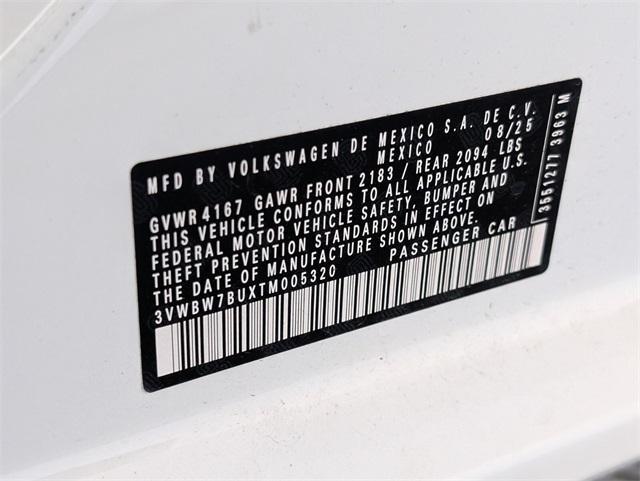 MFD BY VOLKSWAGEN DE MEXICO S.A. DE C.V.
MEXICO 08/25
GVWR 4167 GAWR FRONT 2183 / REAR 2094 LBS
THIS VEHICLE CONFORMS TO ALL APPLICABLE U.S.
FEDERAL MOTOR VEHICLE SAFETY, BUMPER AND
THEFT PREVENTION STANDARDS IN EFFECT ON
THE DATE OF MANUFACTURE SHOWN ABOVE.
3VWBW7BUXTM005320 PASSENGER CAR
3551277 3963 M